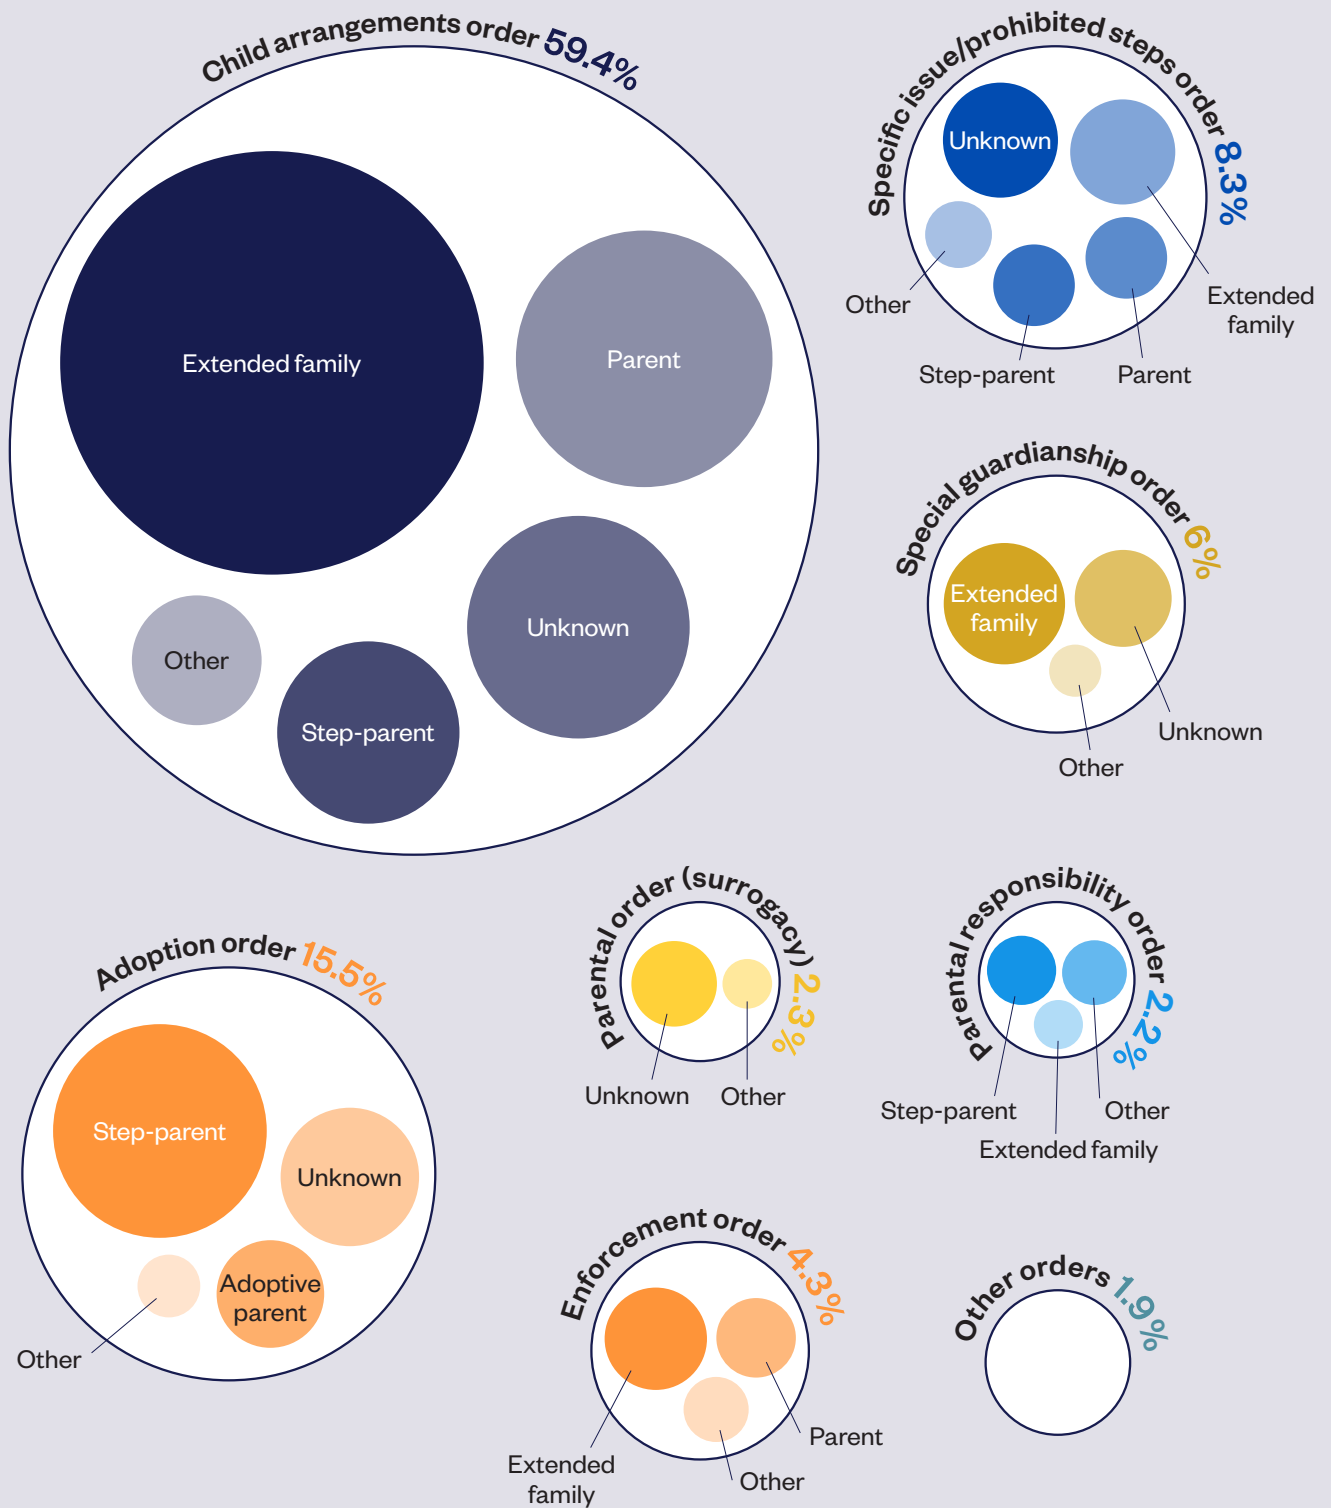 Child arrangements order 59.4%
Extended family
Parent
Unknown
Other
Step-parent
Specific issue/prohibited steps order 8.3%
Unknown
Other
Extended
family
Step-parent
Parent
Special guardianship order 6%
Extended
family
Unknown
Other
Adoption order 15.5%
Step-parent
Unknown
Adoptive
parent
Other
Parental order (surrogacy) 2.3%
Unknown
Other
Parental responsibility order 2.2%
Step-parent
Other
Extended family
Enforcement order 4.3%
Parent
Extended
family
Other
Other orders 1.9%